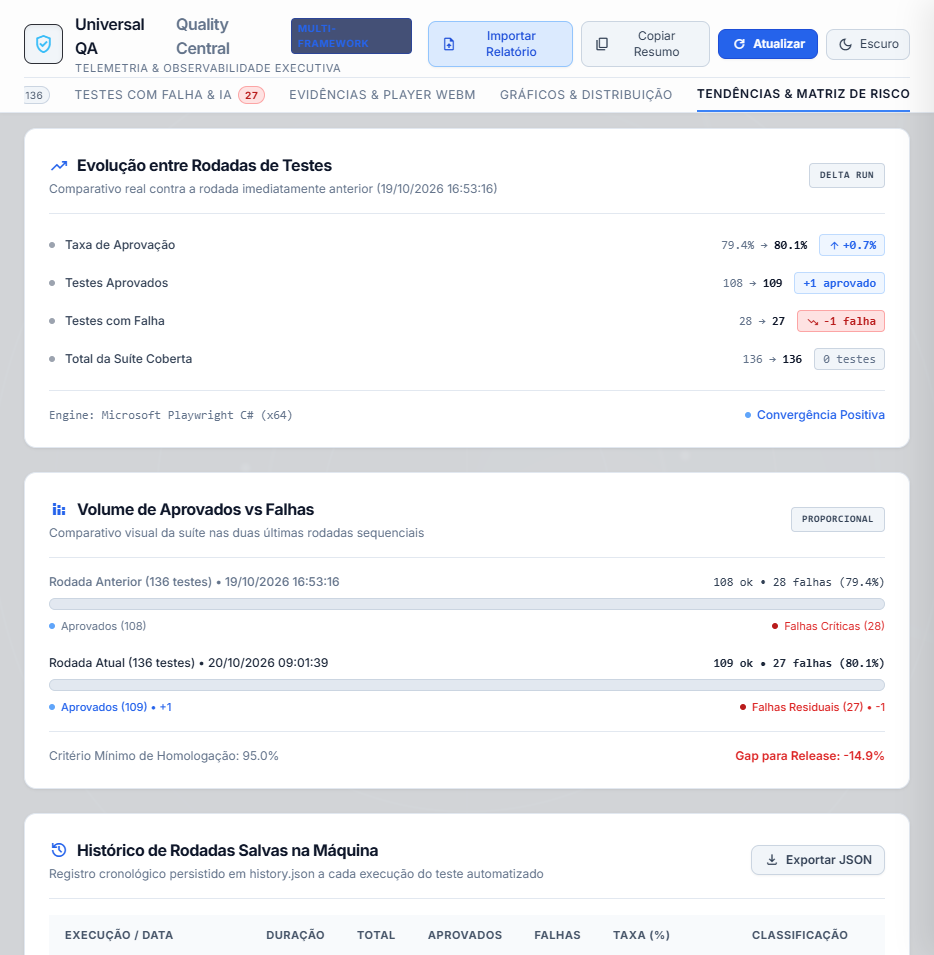 Universal QA
Quality Central
MULTI-FRAMEWORK
TELEMETRIA & OBSERVABILIDADE EXECUTIVA
Importar Relatório
Copiar Resumo
Atualizar
Escuro
136
TESTES COM FALHA & IA 27
EVIDÊNCIAS & PLAYER WEBM
GRÁFICOS & DISTRIBUIÇÃO
TENDÊNCIAS & MATRIZ DE RISCO
Evolução entre Rodadas de Testes
Comparativo real contra a rodada imediatamente anterior (19/10/2026 16:53:16)
DELTA RUN
Taxa de Aprovação 79.4% → 80.1% ↑ +0.7%
Testes Aprovados 108 → 109 +1 aprovado
Testes com Falha 28 → 27 -1 falha
Total da Suíte Coberta 136 → 136 0 testes
Engine: Microsoft Playwright C# (x64)
• Convergência Positiva
Volume de Aprovados vs Falhas
Comparativo visual da suíte nas duas últimas rodadas sequenciais
PROPORCIONAL
Rodada Anterior (136 testes) • 19/10/2026 16:53:16 108 ok • 28 falhas (79.4%)
• Aprovados (108) • Falhas Críticas (28)
Rodada Atual (136 testes) • 20/10/2026 09:01:39 109 ok • 27 falhas (80.1%)
• Aprovados (109) • +1 • Falhas Residuais (27) • -1
Critério Mínimo de Homologação: 95.0% Gap para Release: -14.9%
Histórico de Rodadas Salvas na Máquina
Registro cronológico persistido em history.json a cada execução do teste automatizado
Exportar JSON
EXECUÇÃO / DATA DURAÇÃO TOTAL APROVADOS FALHAS TAXA (%) CLASSIFICAÇÃO